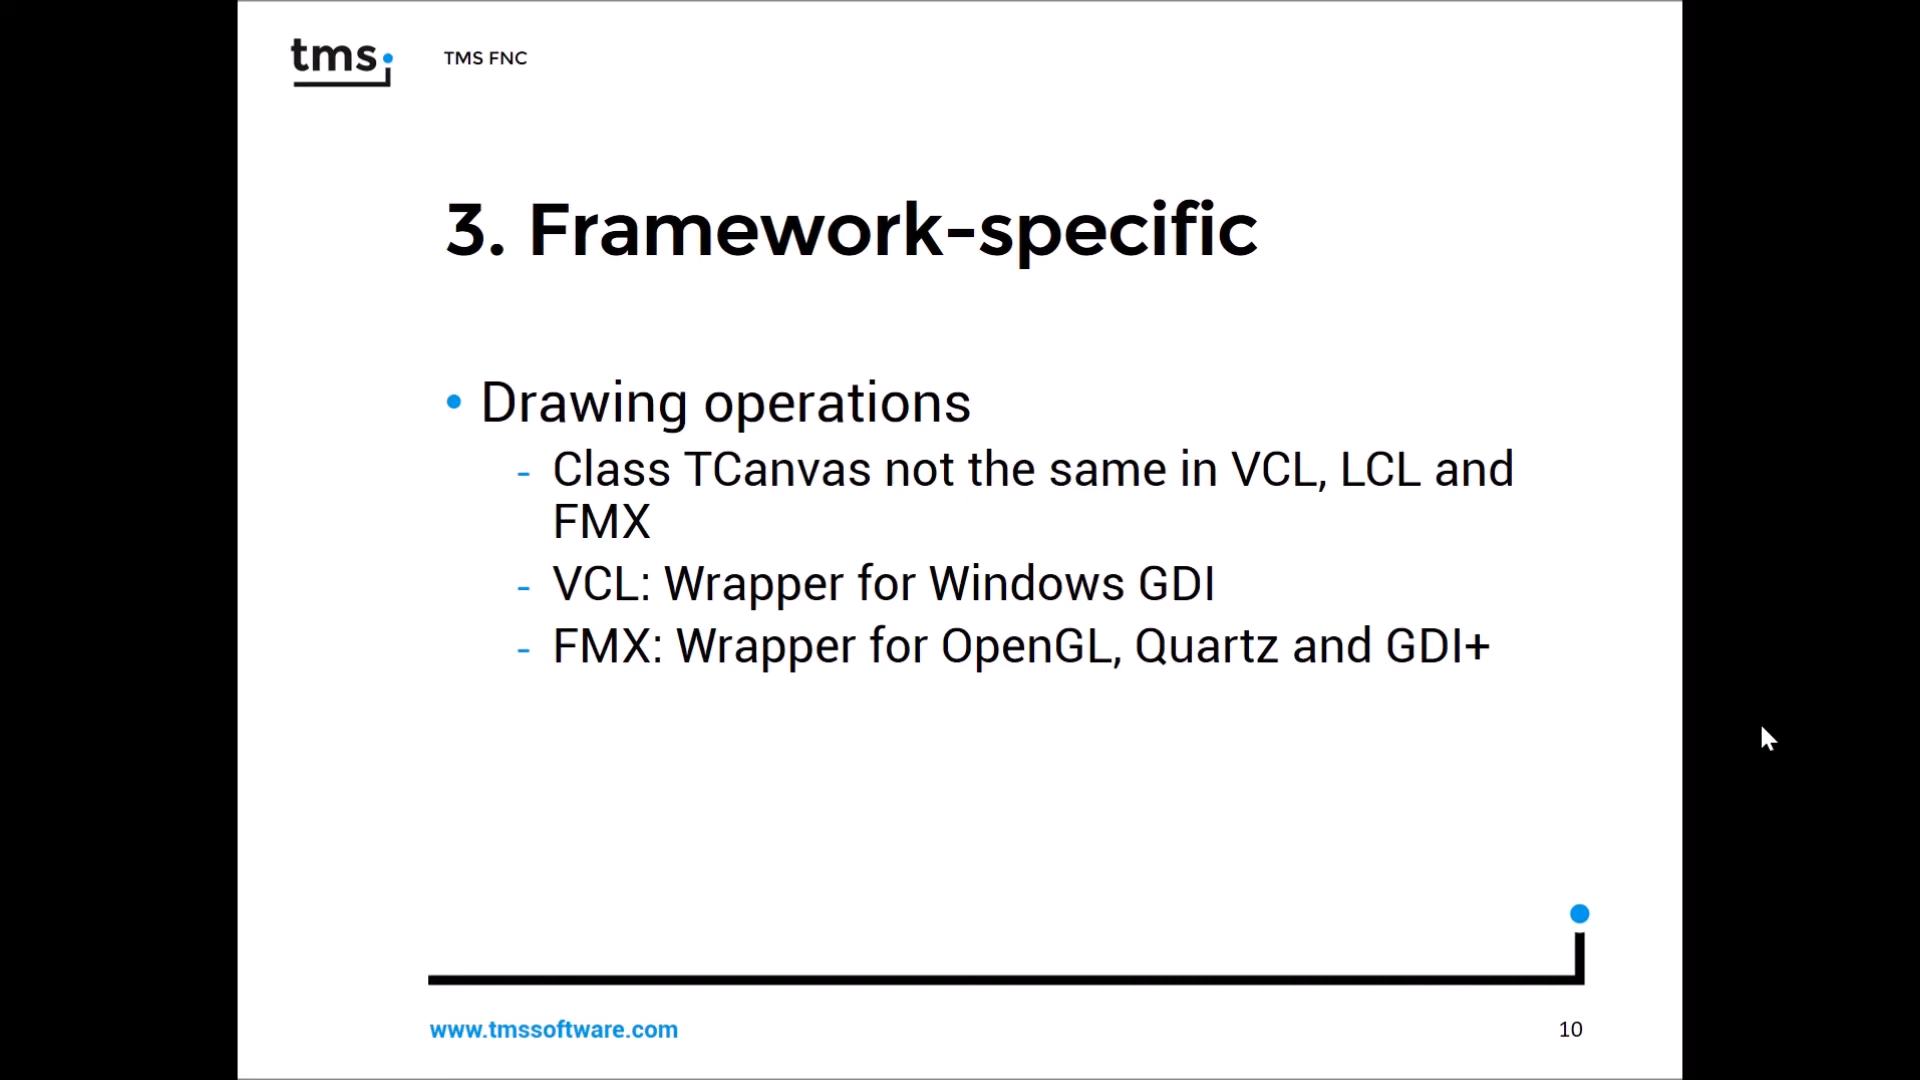 tms
TMS FNC
3. Framework-specific
• Drawing operations
- Class TCanvas not the same in VCL, LCL and
FMX
- VCL: Wrapper for Windows GDI
- FMX: Wrapper for OpenGL, Quartz and GDI+
www.tmssoftware.com
10